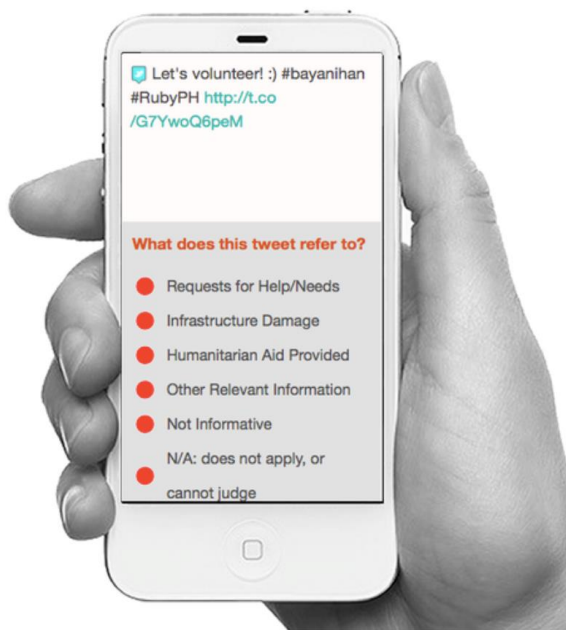 Let's volunteer! :) #bayanihan
#RubyPH http://t.co
/G7YwoQ6peM
What does this tweet refer to?
Requests for Help/Needs
Infrastructure Damage
Humanitarian Aid Provided
Other Relevant Information
Not Informative
N/A: does not apply, or
cannot judge